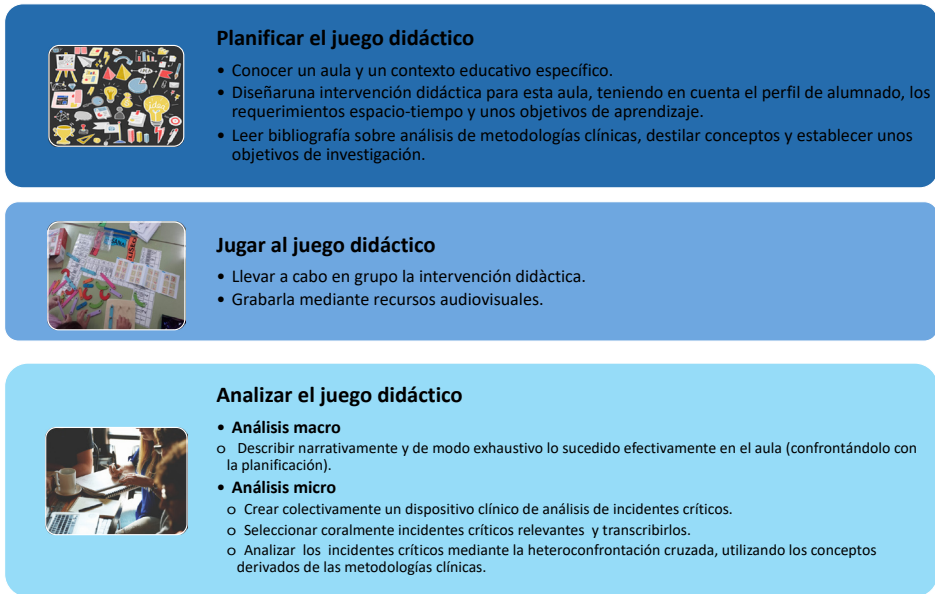 Planificar el juego didáctico
• Conocer un aula y un contexto educativo específico.
• Diseñaruna intervención didáctica para esta aula, teniendo en cuenta el perfil de alumnado, los
requerimientos espacio-tiempo y unos objetivos de aprendizaje.
• Leer bibliografía sobre análisis de metodologías clínicas, destilar conceptos y establecer unos
objetivos de investigación.
Jugar al juego didáctico
• Llevar a cabo en grupo la intervención didàctica.
• Grabarla mediante recursos audiovisuales.
Analizar el juego didáctico
• Análisis macro
o Describir narrativamente y de modo exhaustivo lo sucedido efectivamente en el aula (confrontándolo con
la planificación).
• Análisis micro
o Crear colectivamente un dispositivo clínico de análisis de incidentes críticos.
o Seleccionar coralmente incidentes críticos relevantes y transcribirlos.
o Analizar los incidentes críticos mediante la heteroconfrontación cruzada, utilizando los conceptos
derivados de las metodologías clínicas.